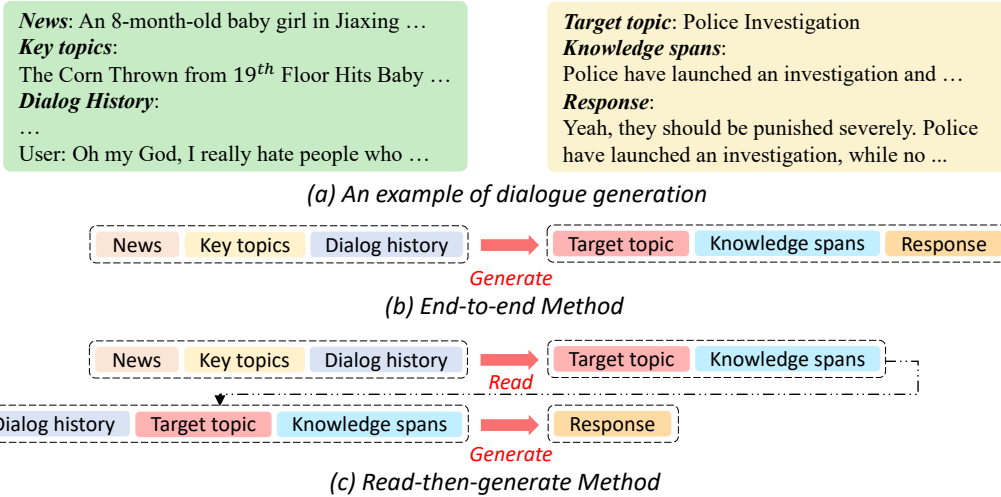 News: An 8-month-old baby girl in Jiaxing …
Key topics:
The Corn Thrown from 19th Floor Hits Baby …
Dialog History:
…
User: Oh my God, I really hate people who …
Target topic: Police Investigation
Knowledge spans:
Police have launched an investigation and …
Response:
Yeah, they should be punished severely. Police
have launched an investigation, while no ...
(a) An example of dialogue generation
News Key topics Dialog history Generate Target topic Knowledge spans Response
(b) End-to-end Method
News Key topics Dialog history Read Target topic Knowledge spans
Dialog history Target topic Knowledge spans Generate Response
(c) Read-then-generate Method